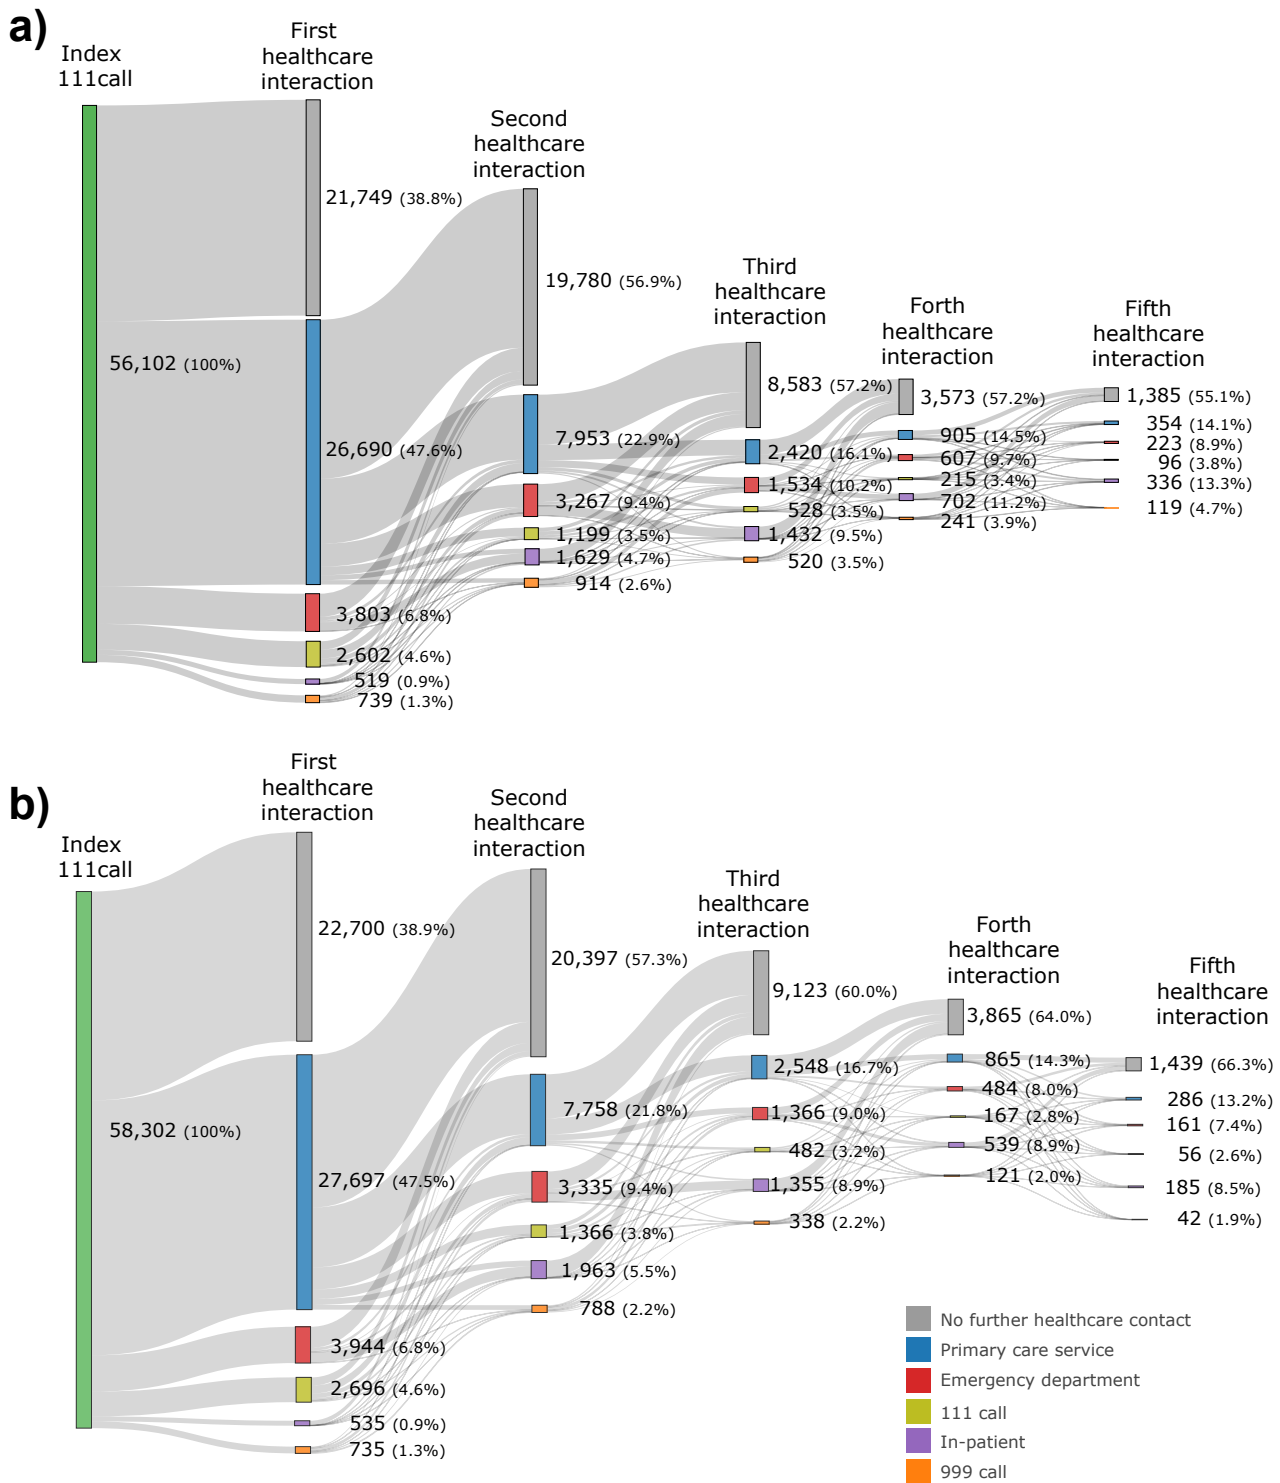 a)
Index
111call
First
healthcare
interaction
Second
healthcare
interaction
Third
healthcare
interaction
Forth
healthcare
interaction
Fifth
healthcare
interaction
56,102 (100%)
21,749 (38.8%)
26,690 (47.6%)
3,803 (6.8%)
2,602 (4.6%)
519 (0.9%)
739 (1.3%)
19,780 (56.9%)
7,953 (22.9%)
3,267 (9.4%)
1,199 (3.5%)
1,629 (4.7%)
914 (2.6%)
8,583 (57.2%)
2,420 (16.1%)
1,534 (10.2%)
528 (3.5%)
1,432 (9.5%)
520 (3.5%)
3,573 (57.2%)
905 (14.5%)
607 (9.7%)
215 (3.4%)
702 (11.2%)
241 (3.9%)
1,385 (55.1%)
354 (14.1%)
223 (8.9%)
96 (3.8%)
336 (13.3%)
119 (4.7%)
b)
Index
111call
First
healthcare
interaction
Second
healthcare
interaction
Third
healthcare
interaction
Forth
healthcare
interaction
Fifth
healthcare
interaction
58,302 (100%)
22,700 (38.9%)
27,697 (47.5%)
3,944 (6.8%)
2,696 (4.6%)
535 (0.9%)
735 (1.3%)
20,397 (57.3%)
7,758 (21.8%)
3,335 (9.4%)
1,366 (3.8%)
1,963 (5.5%)
788 (2.2%)
9,123 (60.0%)
2,548 (16.7%)
1,366 (9.0%)
482 (3.2%)
1,355 (8.9%)
338 (2.2%)
3,865 (64.0%)
865 (14.3%)
484 (8.0%)
167 (2.8%)
539 (8.9%)
121 (2.0%)
1,439 (66.3%)
286 (13.2%)
161 (7.4%)
56 (2.6%)
185 (8.5%)
42 (1.9%)
No further healthcare contact
Primary care service
Emergency department
111 call
In-patient
999 call